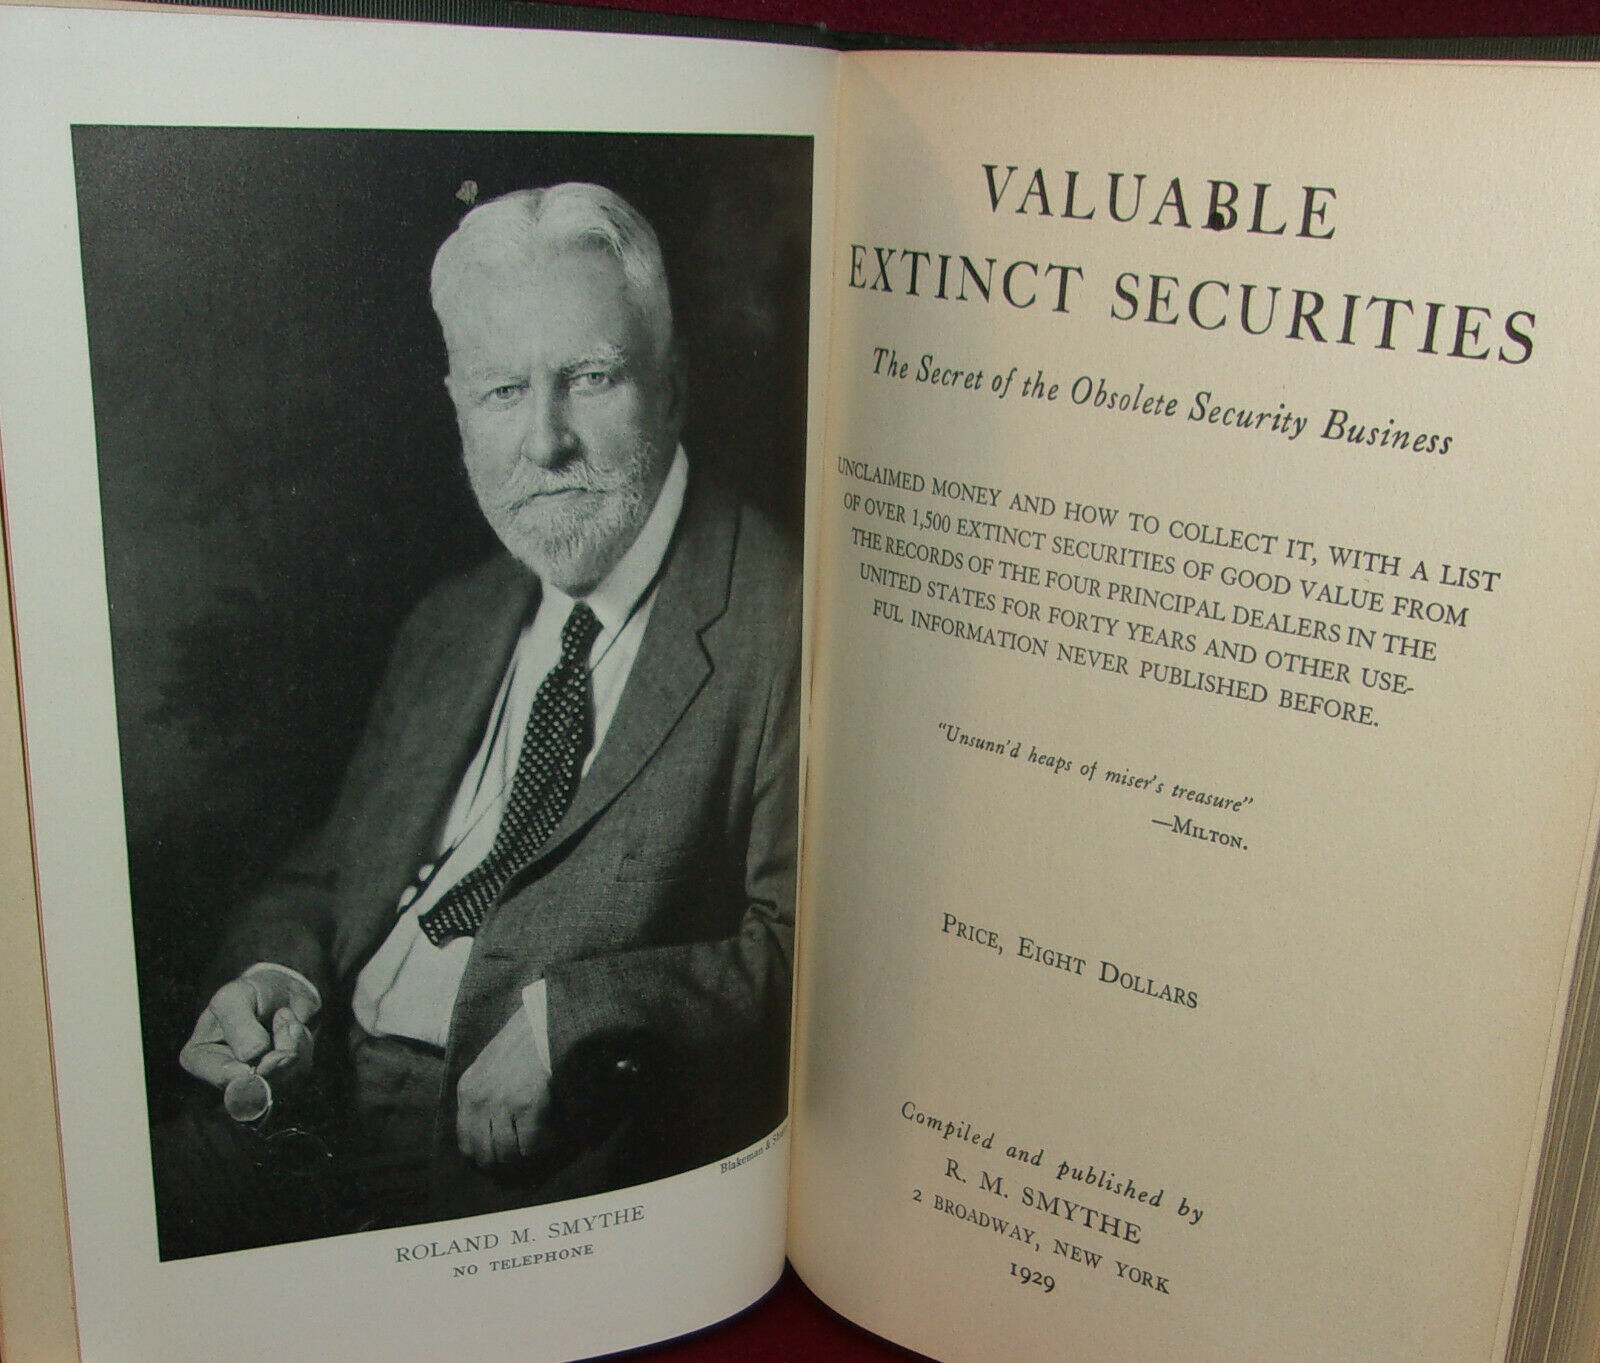 Blakeman &
ROLAND M. SMYTHE
NO TELEPHONE
VALUABLE
EXTINCT SECURITIES
The Secret of the Obsolete Security Business
UNCLAIMED MONEY AND HOW TO COLLECT IT, WITH A LIST
OF OVER 1,500 EXTINCT SECURITIES OF GOOD VALUE FROM
THE RECORDS OF THE FOUR PRINCIPAL DEALERS IN THE
UNITED STATES FOR FORTY YEARS AND OTHER USE-
FUL INFORMATION NEVER PUBLISHED BEFORE.
"Unsunn'd heaps of miser's treasure"
—MILTON.
PRICE, EIGHT DOLLARS
Compiled and published by
R. M. SMYTHE
2 BROADWAY, NEW YORK
1929